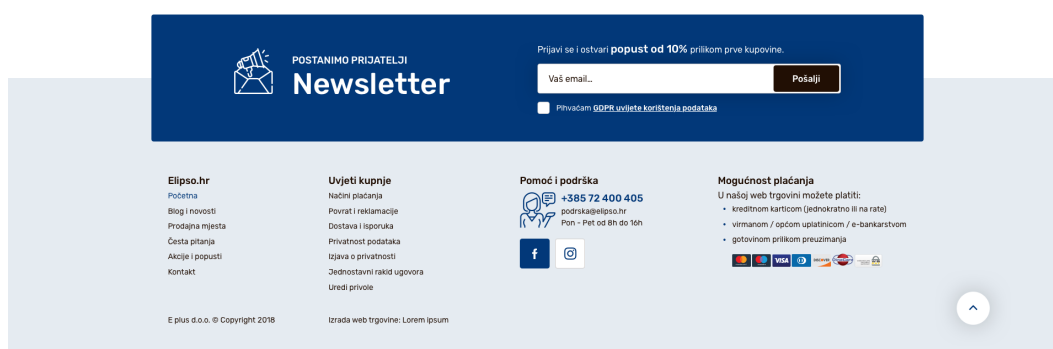 POSTANIMO PRIJATELJI
Newsletter
Prijavi se i ostvari popust od 10% prilikom prve kupovine.
Vaš email...
Pošalji
Pihvaćam GDPR uvijete korištenja podataka
Elipso.hr
Početna
Blog i novosti
Prodajna mjesta
Česta pitanja
Akcije i popusti
Kontakt
Uvjeti kupnje
Načini plaćanja
Povrat i reklamacije
Dostava i isporuka
Privatnost podataka
Izjava o privatnosti
Jednostavni rakid ugovora
Uredi privole
Pomoć i podrška
+385 72 400 405
podrska@elipso.hr
Pon - Pet od 8h do 16h
f
Mogućnost plaćanja
U našoj web trgovini možete platiti:
• kreditnom karticom (jednokratno ili na rate)
• virmanom / općom uplatinicom / e-bankarstvom
• gotovinom prilikom preuzimanja
VISA
DISCOVER
E plus d.o.o. © Copyright 2018
Izrada web trgovine: Lorem ipsum